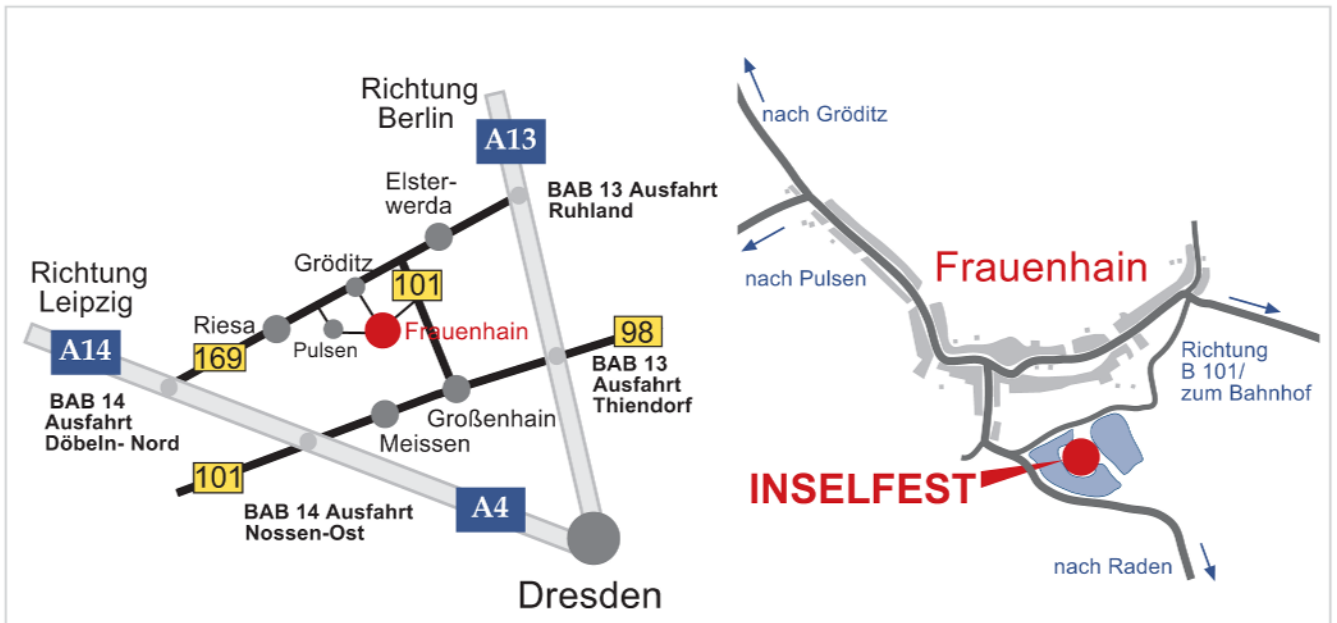 Richtung
Berlin
A13
Elster-
werda
BAB 13 Ausfahrt
Ruhland
Richtung
Leipzig
Gröditz
101
A14
Riesa
169
Pulsen
Frauenhain
98
BAB 13
Ausfahrt
Thiendorf
BAB 14
Ausfahrt
Döbeln- Nord
Großenhain
Meissen
101
A4
BAB 14 Ausfahrt
Nossen-Ost
Dresden
nach Gröditz
nach Pulsen
Frauenhain
Richtung
B 101/
zum Bahnhof
INSELFEST
nach Raden